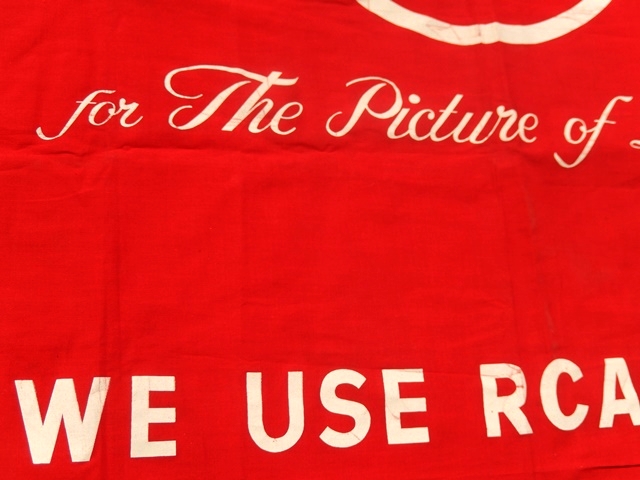 for The Picture of
WE USE RCA